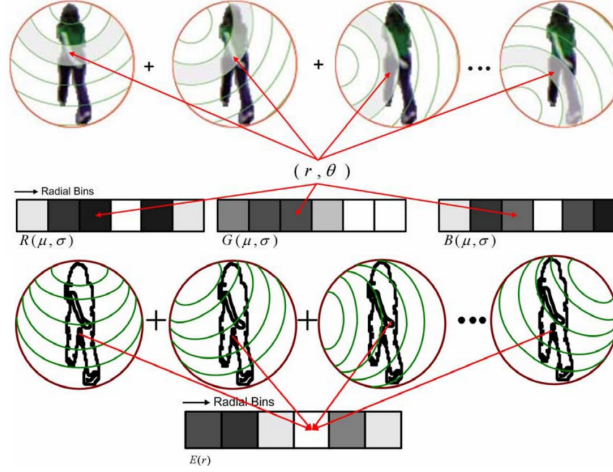 + + •••
( r , θ )
→ Radial Bins
R(μ, σ) G(μ, σ) B(μ, σ)
+ + •••
→ Radial Bins
E(r)